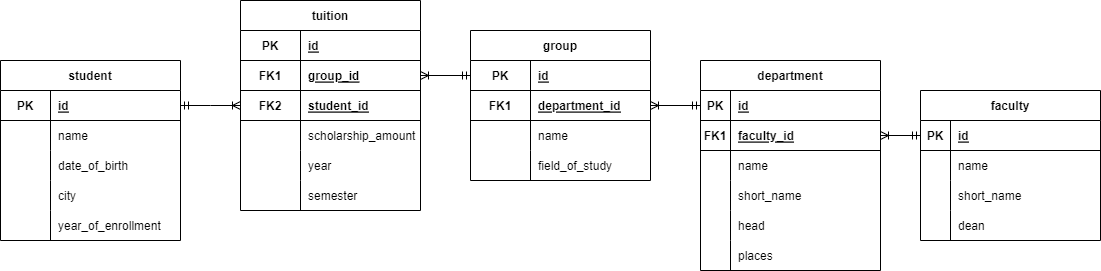 student
PK id
name
date_of_birth
city
year_of_enrollment
tuition
PK id
FK1 group_id
FK2 student_id
scholarship_amount
year
semester
group
PK id
FK1 department_id
name
field_of_study
department
PK id
FK1 faculty_id
name
short_name
head
places
faculty
PK id
name
short_name
dean